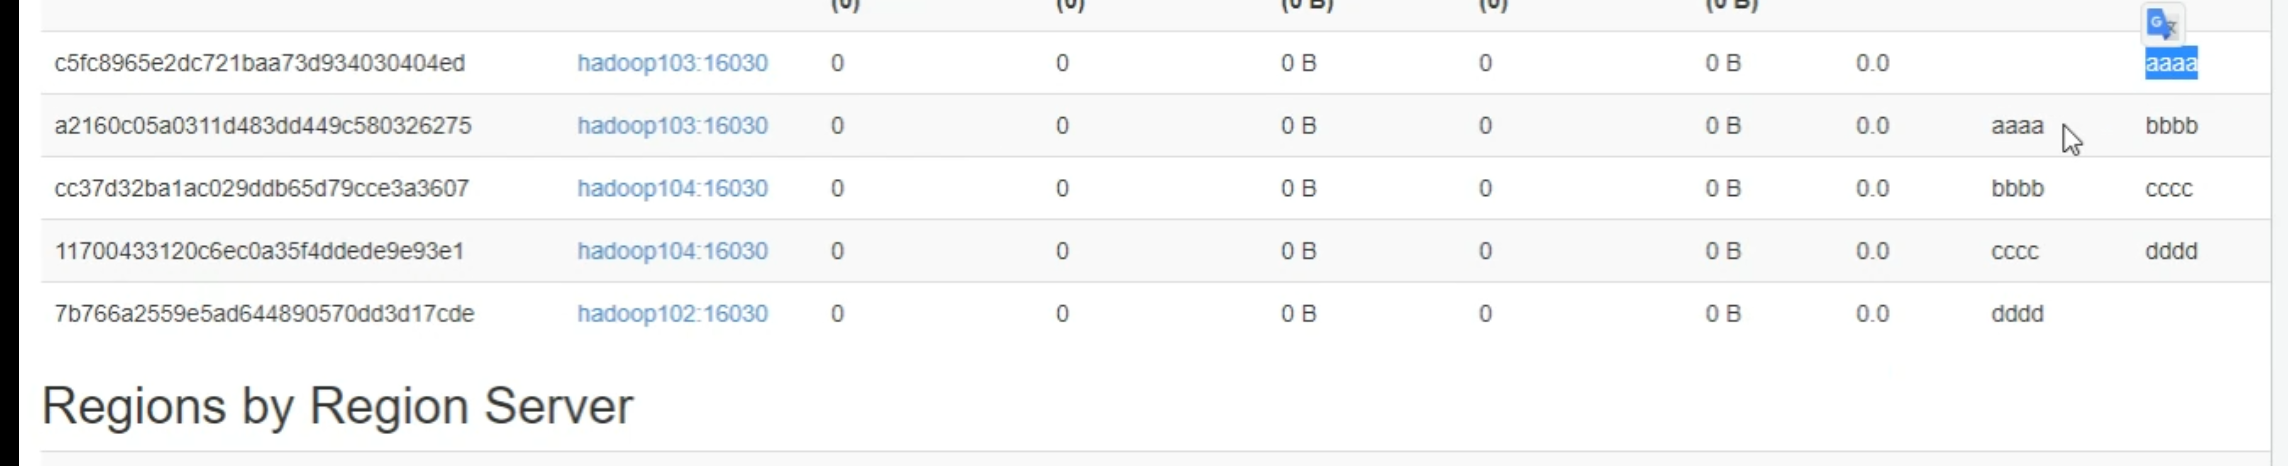 (0) (0) (0 B) (0) (0 B)
c5fc8965e2dc721baa73d934030404ed hadoop103:16030 0 0 0 B 0 0 B 0.0 aaaa
a2160c05a0311d483dd449c580326275 hadoop103:16030 0 0 0 B 0 0 B 0.0 aaaa bbbb
cc37d32ba1ac029ddb65d79cce3a3607 hadoop104:16030 0 0 0 B 0 0 B 0.0 bbbb cccc
11700433120c6ec0a35f4ddede9e93e1 hadoop104:16030 0 0 0 B 0 0 B 0.0 cccc dddd
7b766a2559e5ad644890570dd3d17cde hadoop102:16030 0 0 0 B 0 0 B 0.0 dddd
Regions by Region Server